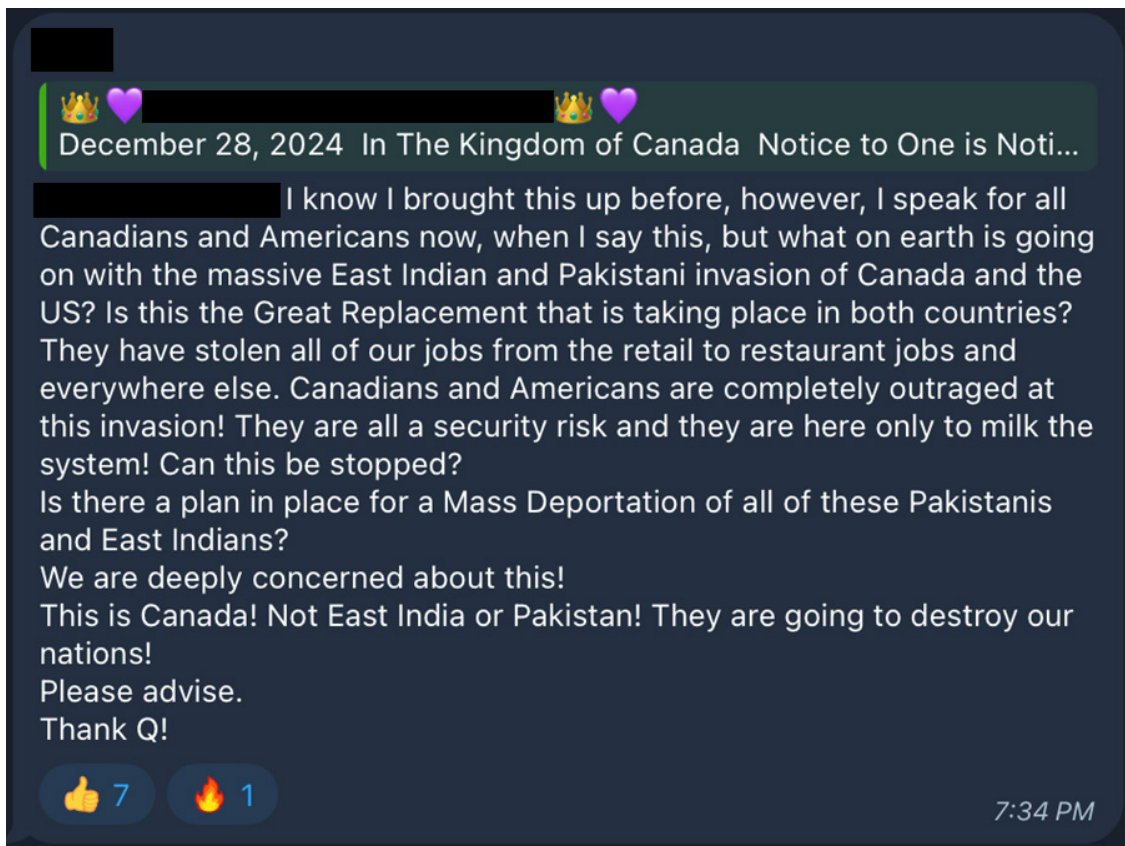 December 28, 2024 In The Kingdom of Canada Notice to One is Noti...
I know I brought this up before, however, I speak for all
Canadians and Americans now, when I say this, but what on earth is going
on with the massive East Indian and Pakistani invasion of Canada and the
US? Is this the Great Replacement that is taking place in both countries?
They have stolen all of our jobs from the retail to restaurant jobs and
everywhere else. Canadians and Americans are completely outraged at
this invasion! They are all a security risk and they are here only to milk the
system! Can this be stopped?
Is there a plan in place for a Mass Deportation of all of these Pakistanis
and East Indians?
We are deeply concerned about this!
This is Canada! Not East India or Pakistan! They are going to destroy our
nations!
Please advise.
Thank Q!
👍 7 🔥 1
7:34 PM